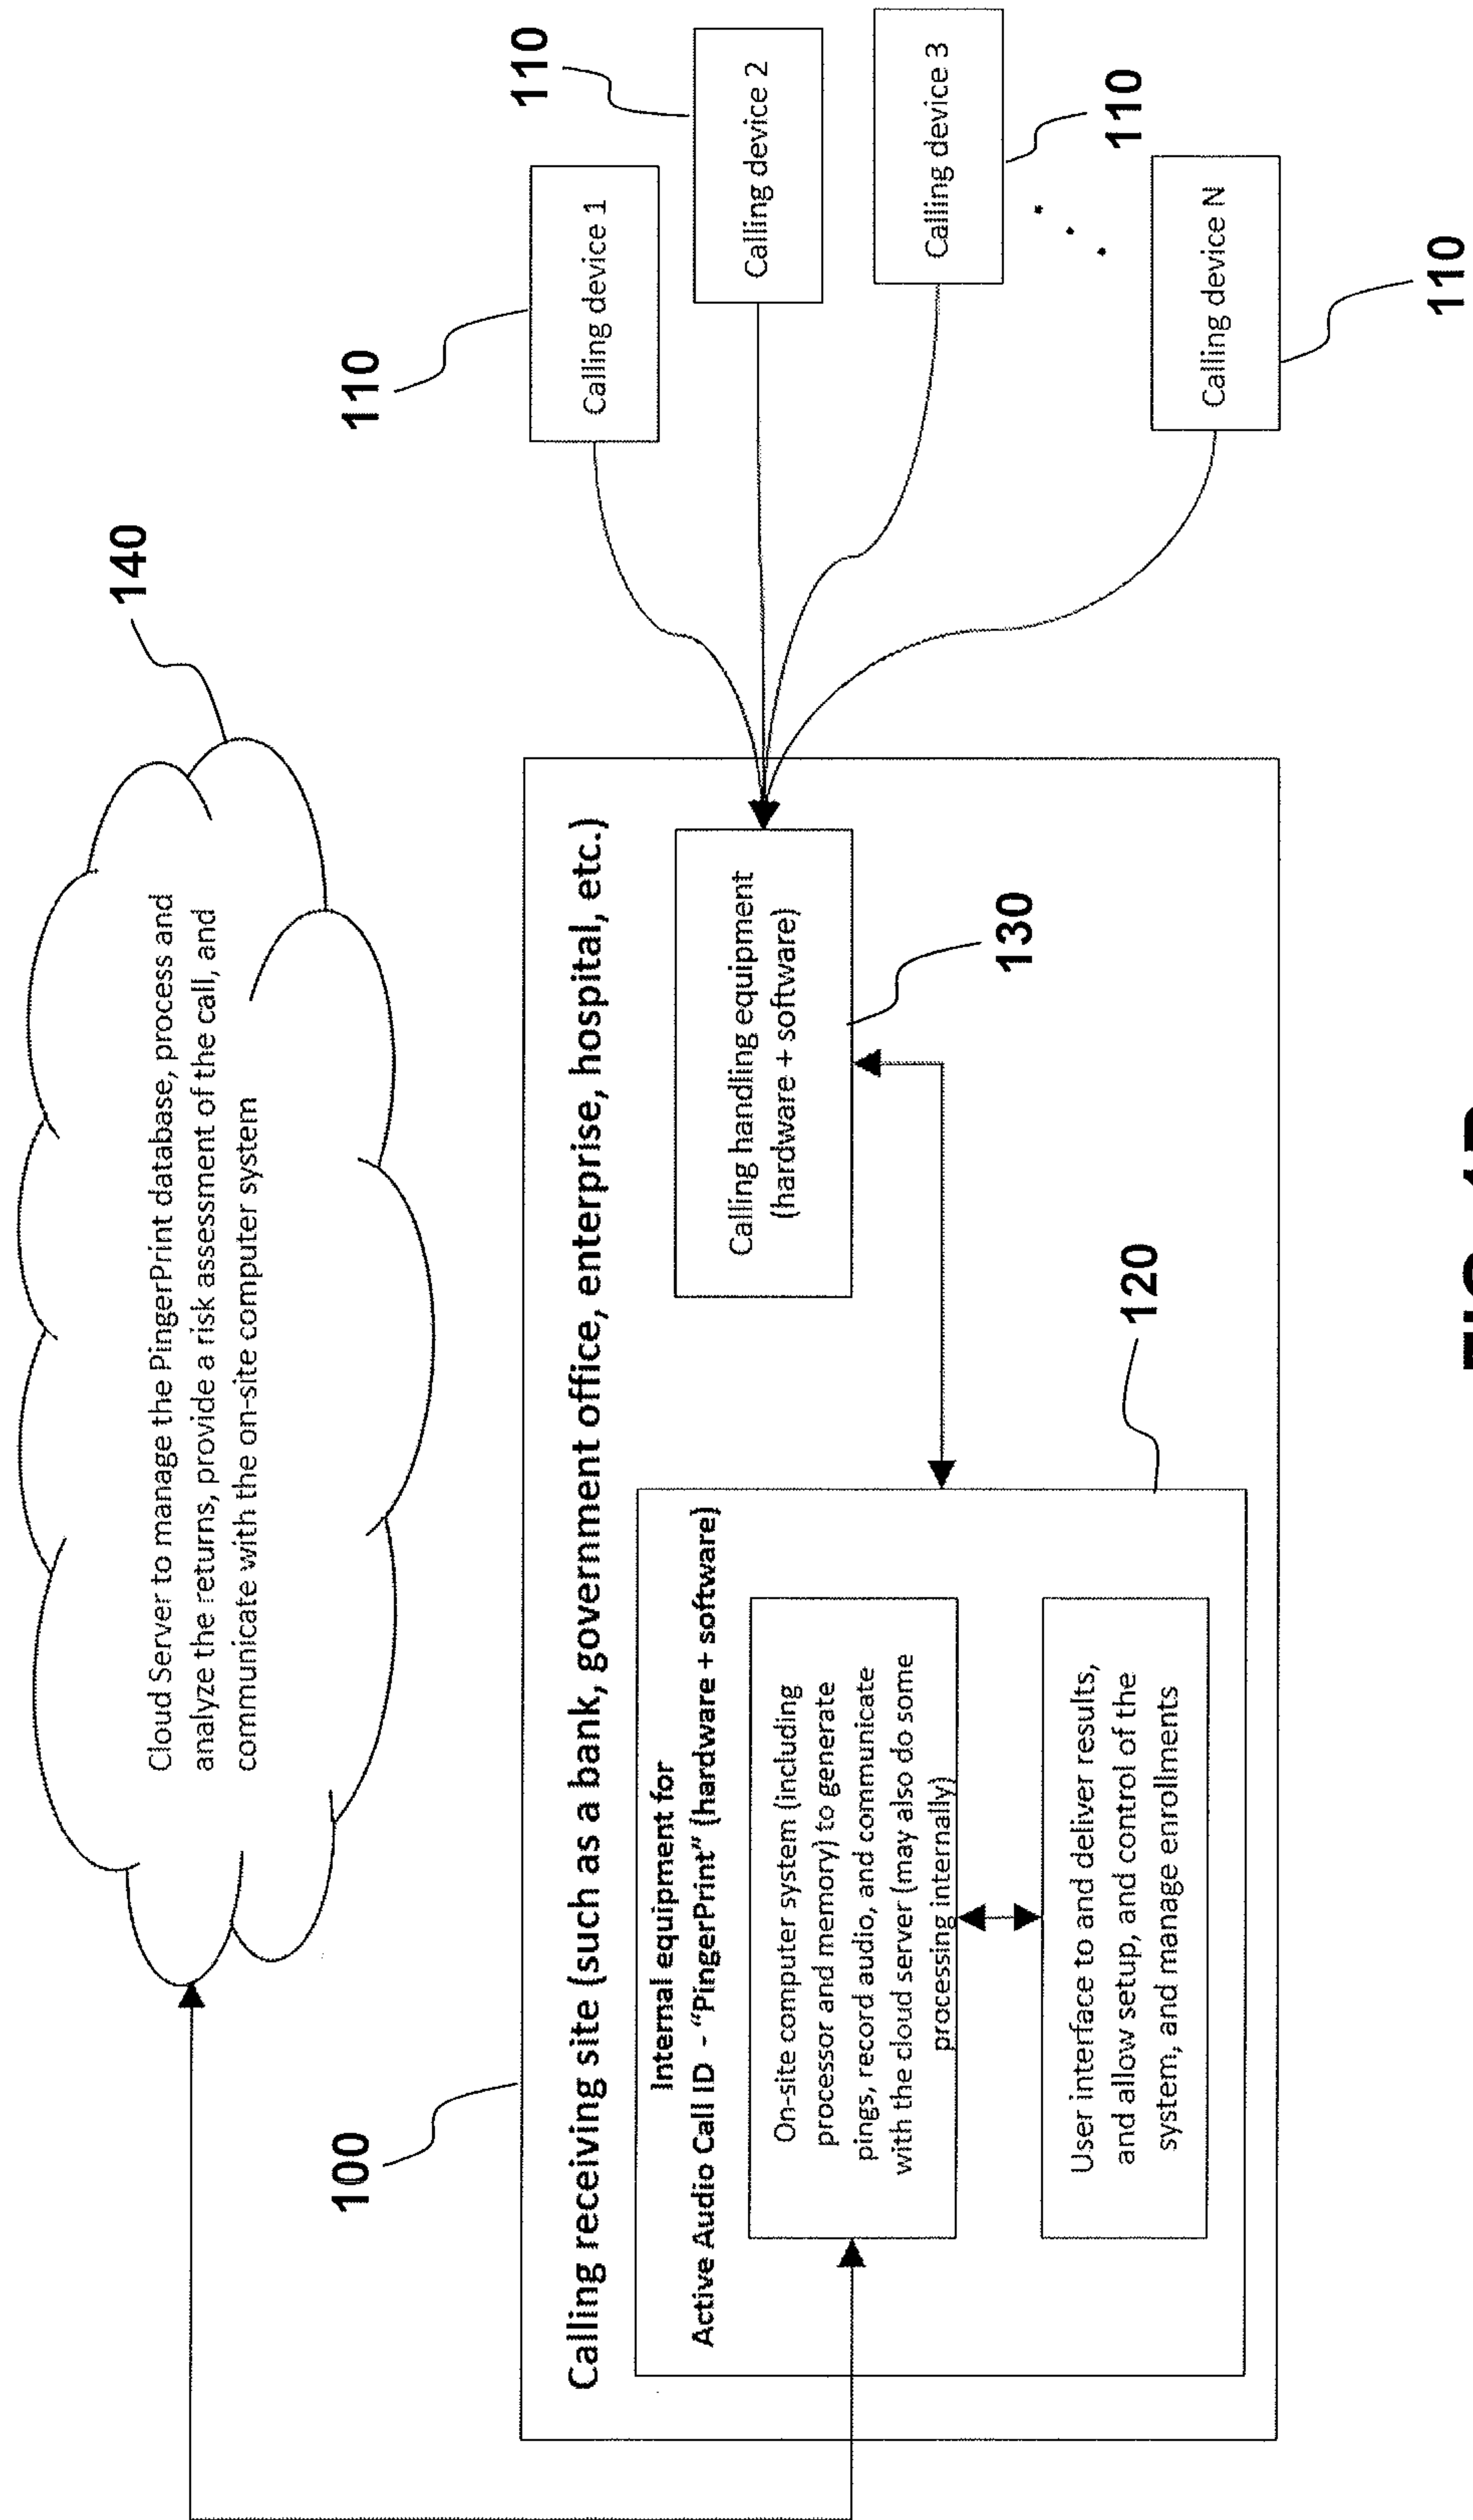 140
Cloud Server to manage the PingerPrint database, process and
analyze the returns, provide a risk assessment of the call, and
communicate with the on-site computer system
100
Calling receiving site (such as a bank, government office, enterprise, hospital, etc.)
Internal equipment for
Active Audio Call ID - “PingerPrint” (hardware + software)
On-site computer system (including
processor and memory) to generate
pings, record audio, and communicate
with the cloud server (may also do some
processing internally)
User interface to and deliver results,
and allow setup, and control of the
system, and manage enrollments
120
Calling handling equipment
(hardware + software)
130
110
Calling device 1
110
Calling device 2
Calling device 3
110
Calling device N
110